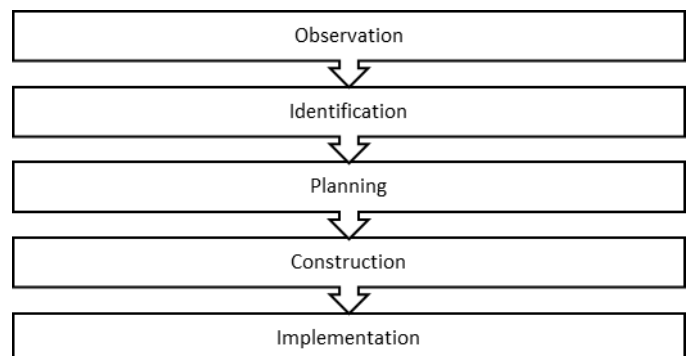 Observation
Identification
Planning
Construction
Implementation